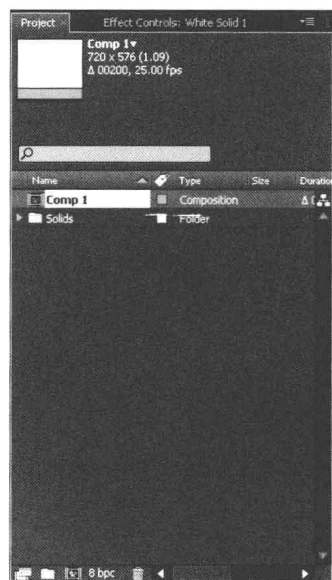 Project × Effect Controls: White Solid 1
Comp 1▾
720 x 576 (1.09)
Δ 00200, 25.00 fps
Name Type Size Duration
Comp 1 Composition
Solids Folder
8 bpc